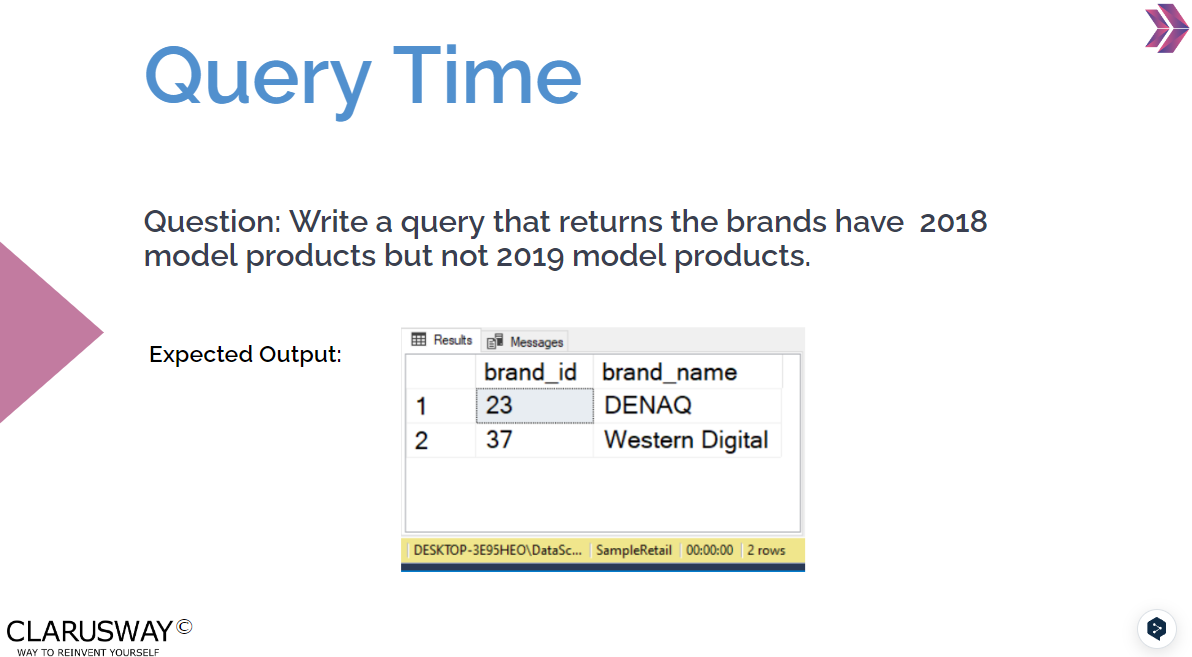 Query Time
Question: Write a query that returns the brands have  2018
model products but not 2019 model products.
Expected Output:
Results Messages
brand_id brand_name
1 23 DENAQ
2 37 Western Digital
DESKTOP-3E95HEO\DataSc... SampleRetail 00:00:00 2 rows
CLARUSWAY©
WAY TO REINVENT YOURSELF